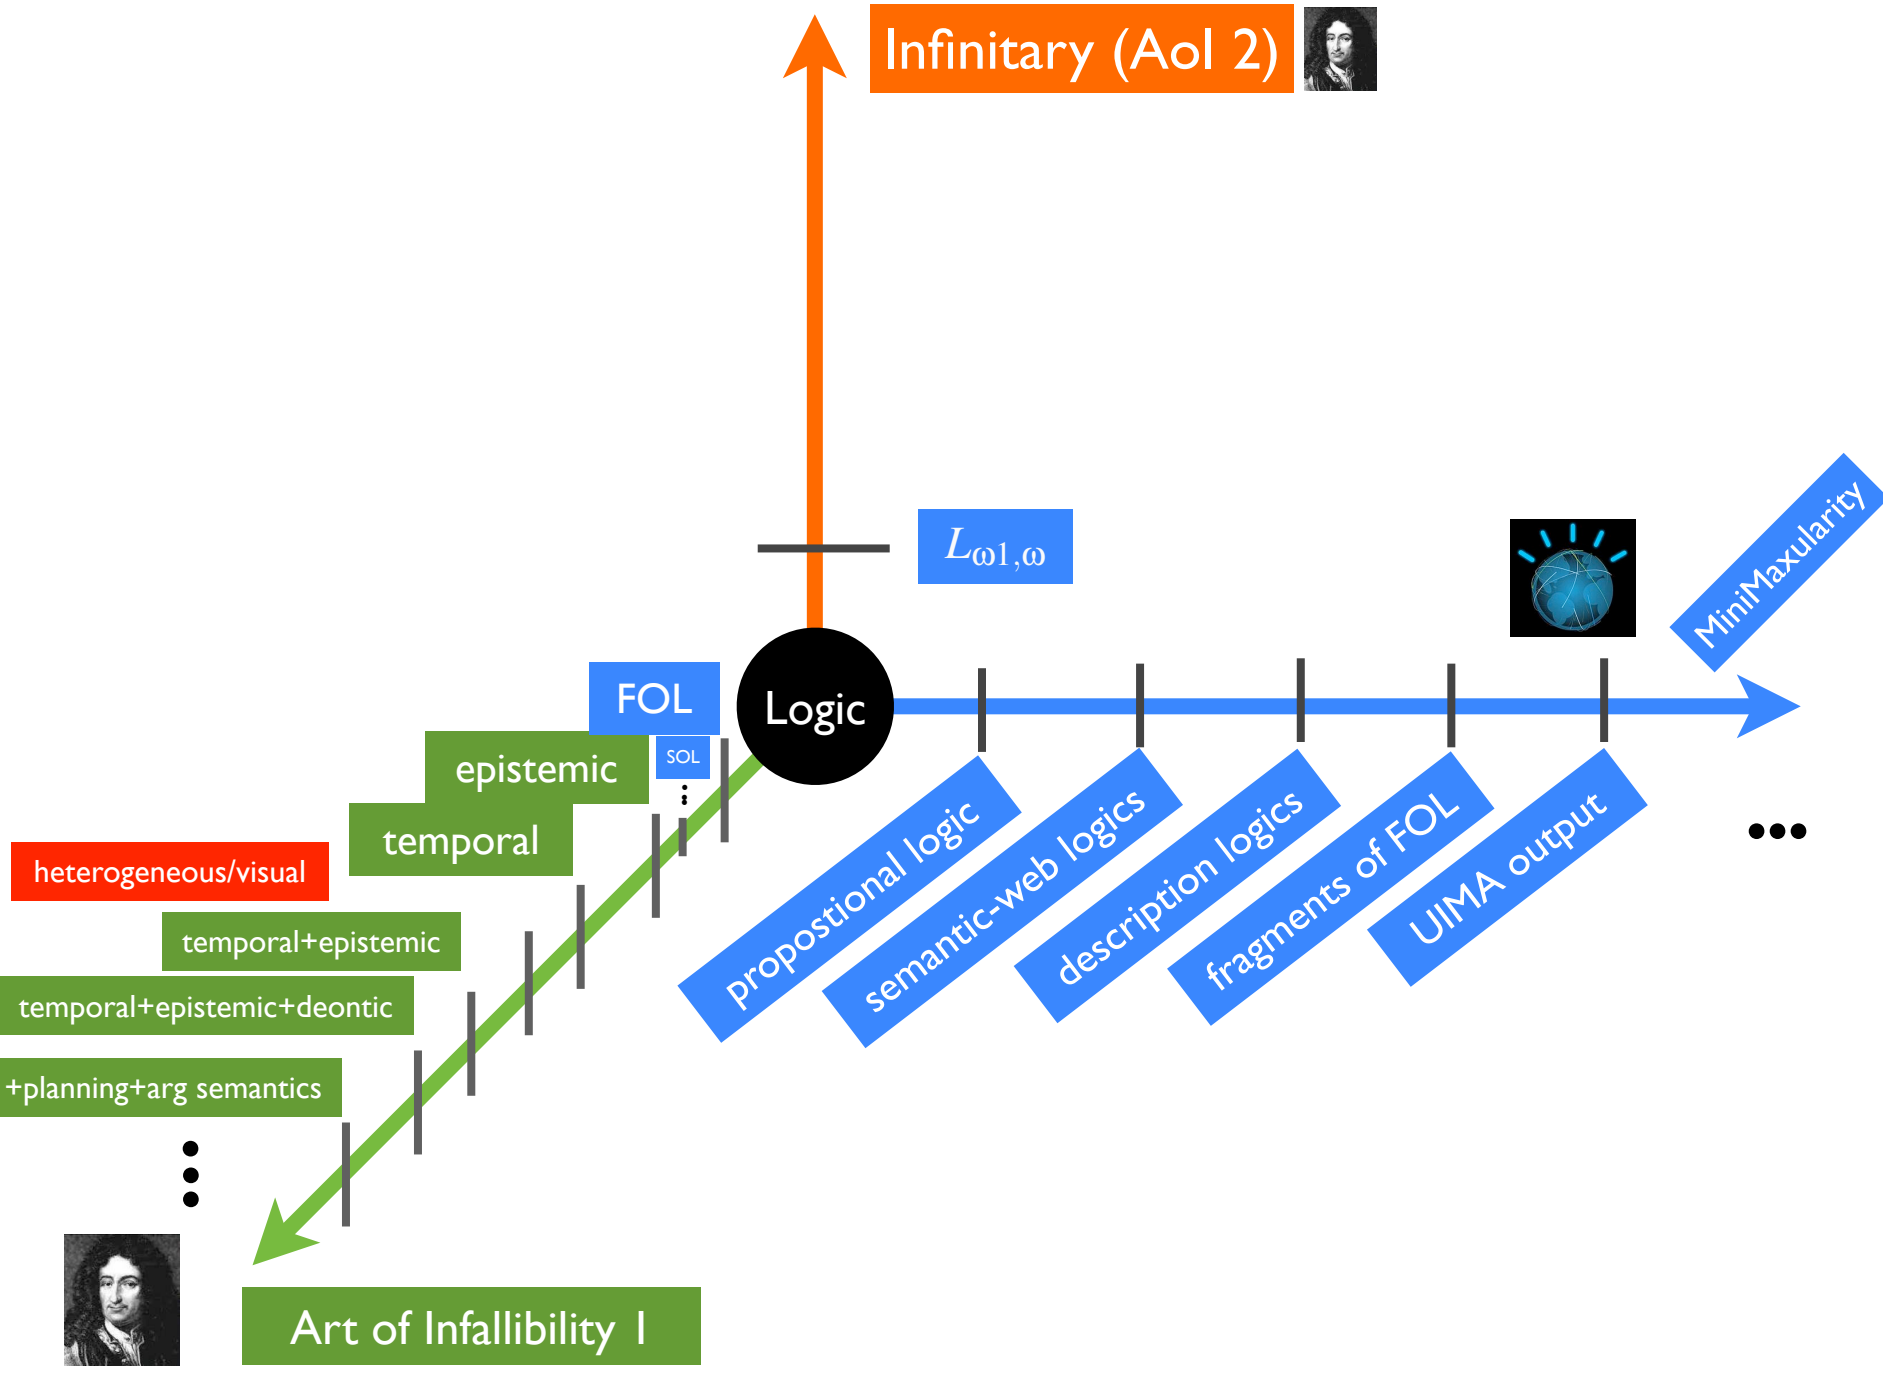 Infinitary (AoI 2)
Lω1,ω
MiniMaxularity
FOL
Logic
SOL
epistemic
temporal
heterogeneous/visual
temporal+epistemic
temporal+epistemic+deontic
+planning+arg semantics
propostional logic
semantic-web logics
description logics
fragments of FOL
UIMA output
Art of Infallibility 1